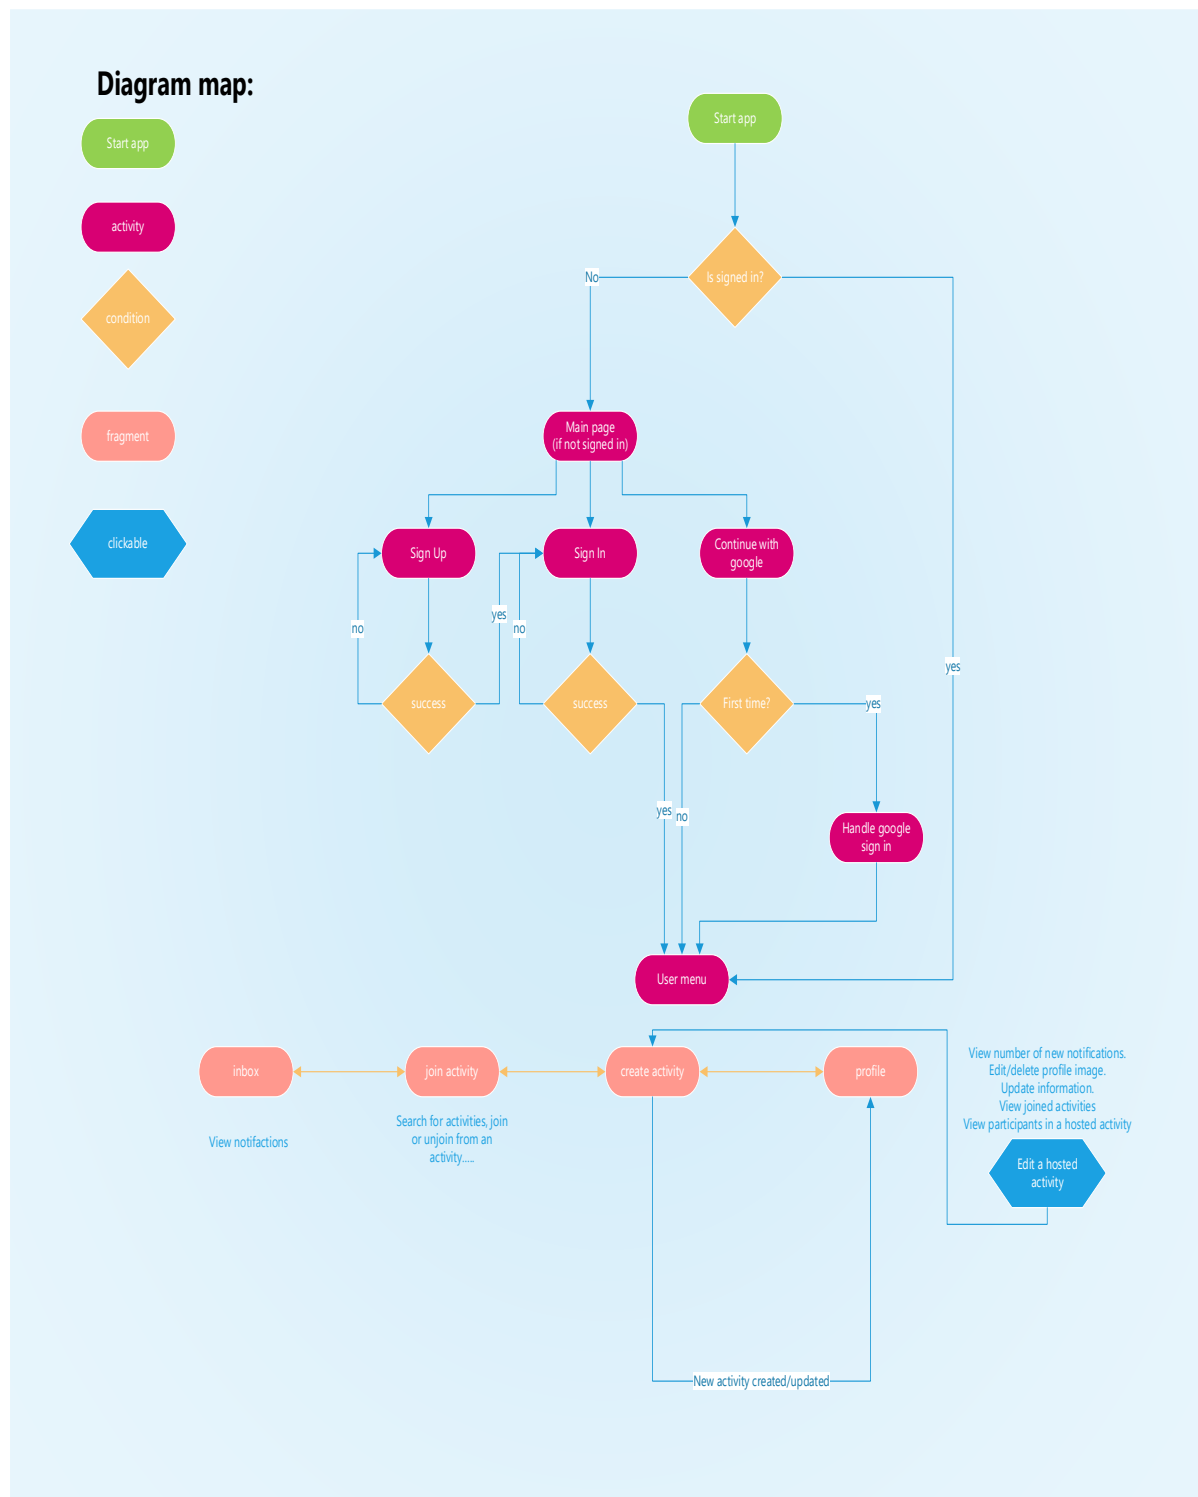 Diagram map:
Start app
activity
condition
fragment
clickable
Start app
Is signed in?
No
yes
Main page
(if not signed in)
Sign Up
Sign In
Continue with
google
no
yes
no
success
success
First time?
yes
yes
no
Handle google
sign in
User menu
inbox
join activity
create activity
profile
View notifactions
Search for activities, join
or unjoin from an
activity.....
View number of new notifications.
Edit/delete profile image.
Update information.
View joined activities
View participants in a hosted activity
Edit a hosted
activity
New activity created/updated